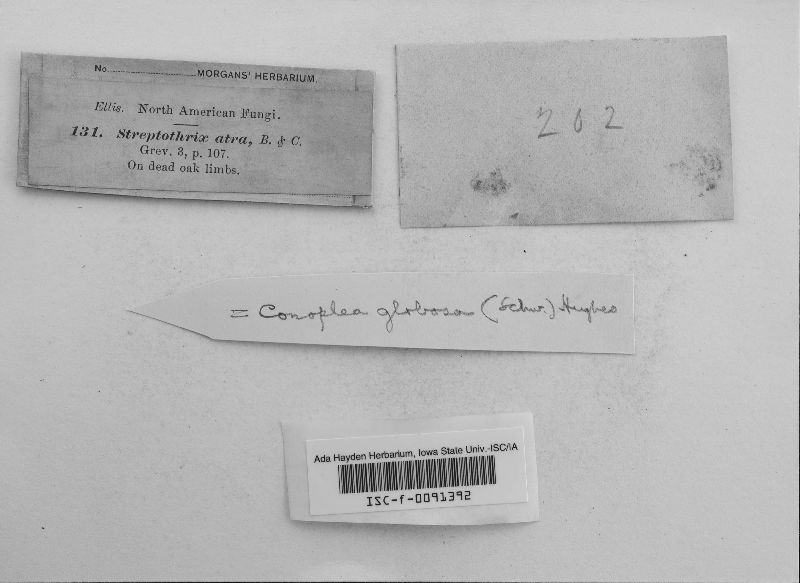 No. MORGANS' HERBARIUM.
Ellis. North American Fungi.
131. Streptothrix atra, B. & C.
Grev. 3, p. 107.
On dead oak limbs.
202
= Conoplea globosa (Schw.) Hughes
Ada Hayden Herbarium, Iowa State Univ.-ISC/IA
ISC-f-0091392